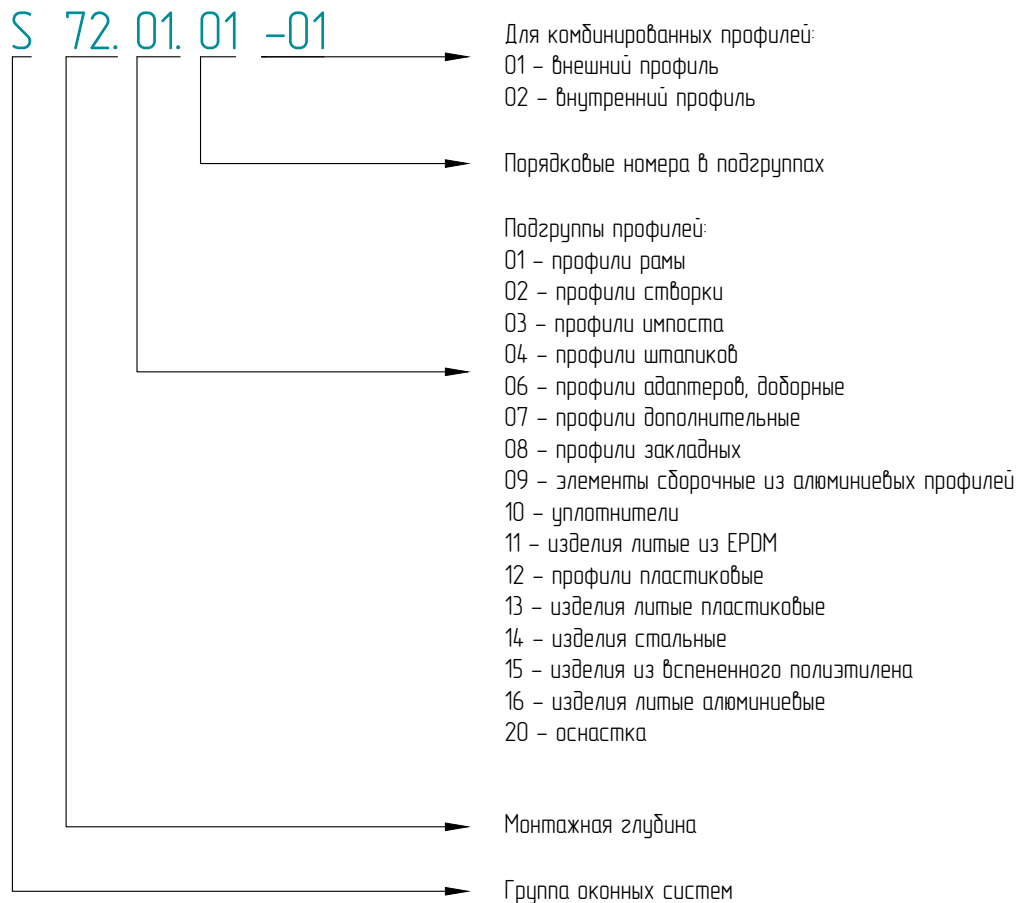 S 72. 01. 01 -01
Для комбинированных профилей:
01 – внешний профиль
02 – внутренний профиль
Порядковые номера в подгруппах
Подгруппы профилей:
01 – профили рамы
02 – профили створки
03 – профили импоста
04 – профили штапиков
06 – профили адаптеров, доборные
07 – профили дополнительные
08 – профили закладных
09 – элементы сборочные из алюминиевых профилей
10 – уплотнители
11 – изделия литые из EPDM
12 – профили пластиковые
13 – изделия литые пластиковые
14 – изделия стальные
15 – изделия из вспененного полиэтилена
16 – изделия литые алюминиевые
20 – оснастка
Монтажная глубина
Группа оконных систем